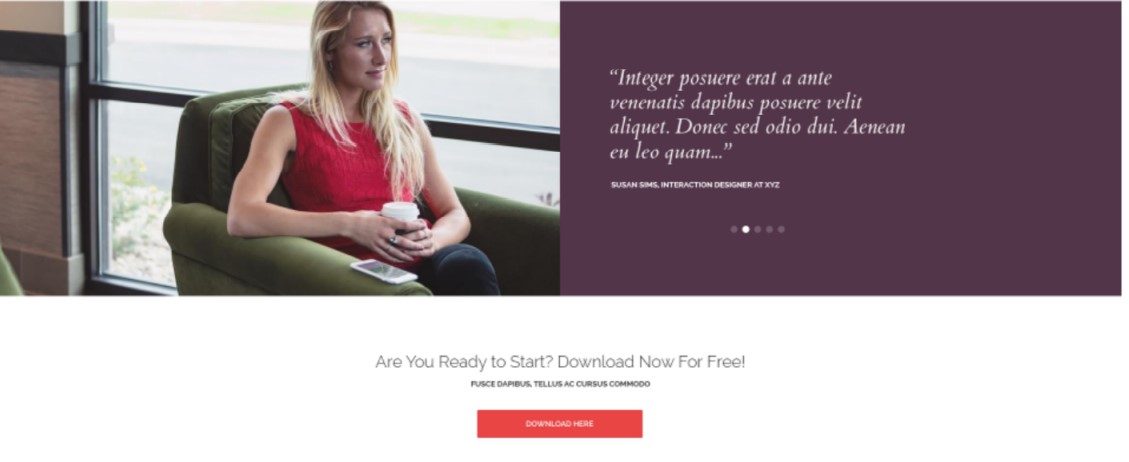 “Integer posuere erat a ante
venenatis dapibus posuere velit
aliquet. Donec sed odio dui. Aenean
eu leo quam...”
SUSAN SIMS, INTERACTION DESIGNER AT XYZ
Are You Ready to Start? Download Now For Free!
FUSCE DAPIBUS, TELLUS AC CURSUS COMMODO
DOWNLOAD HERE